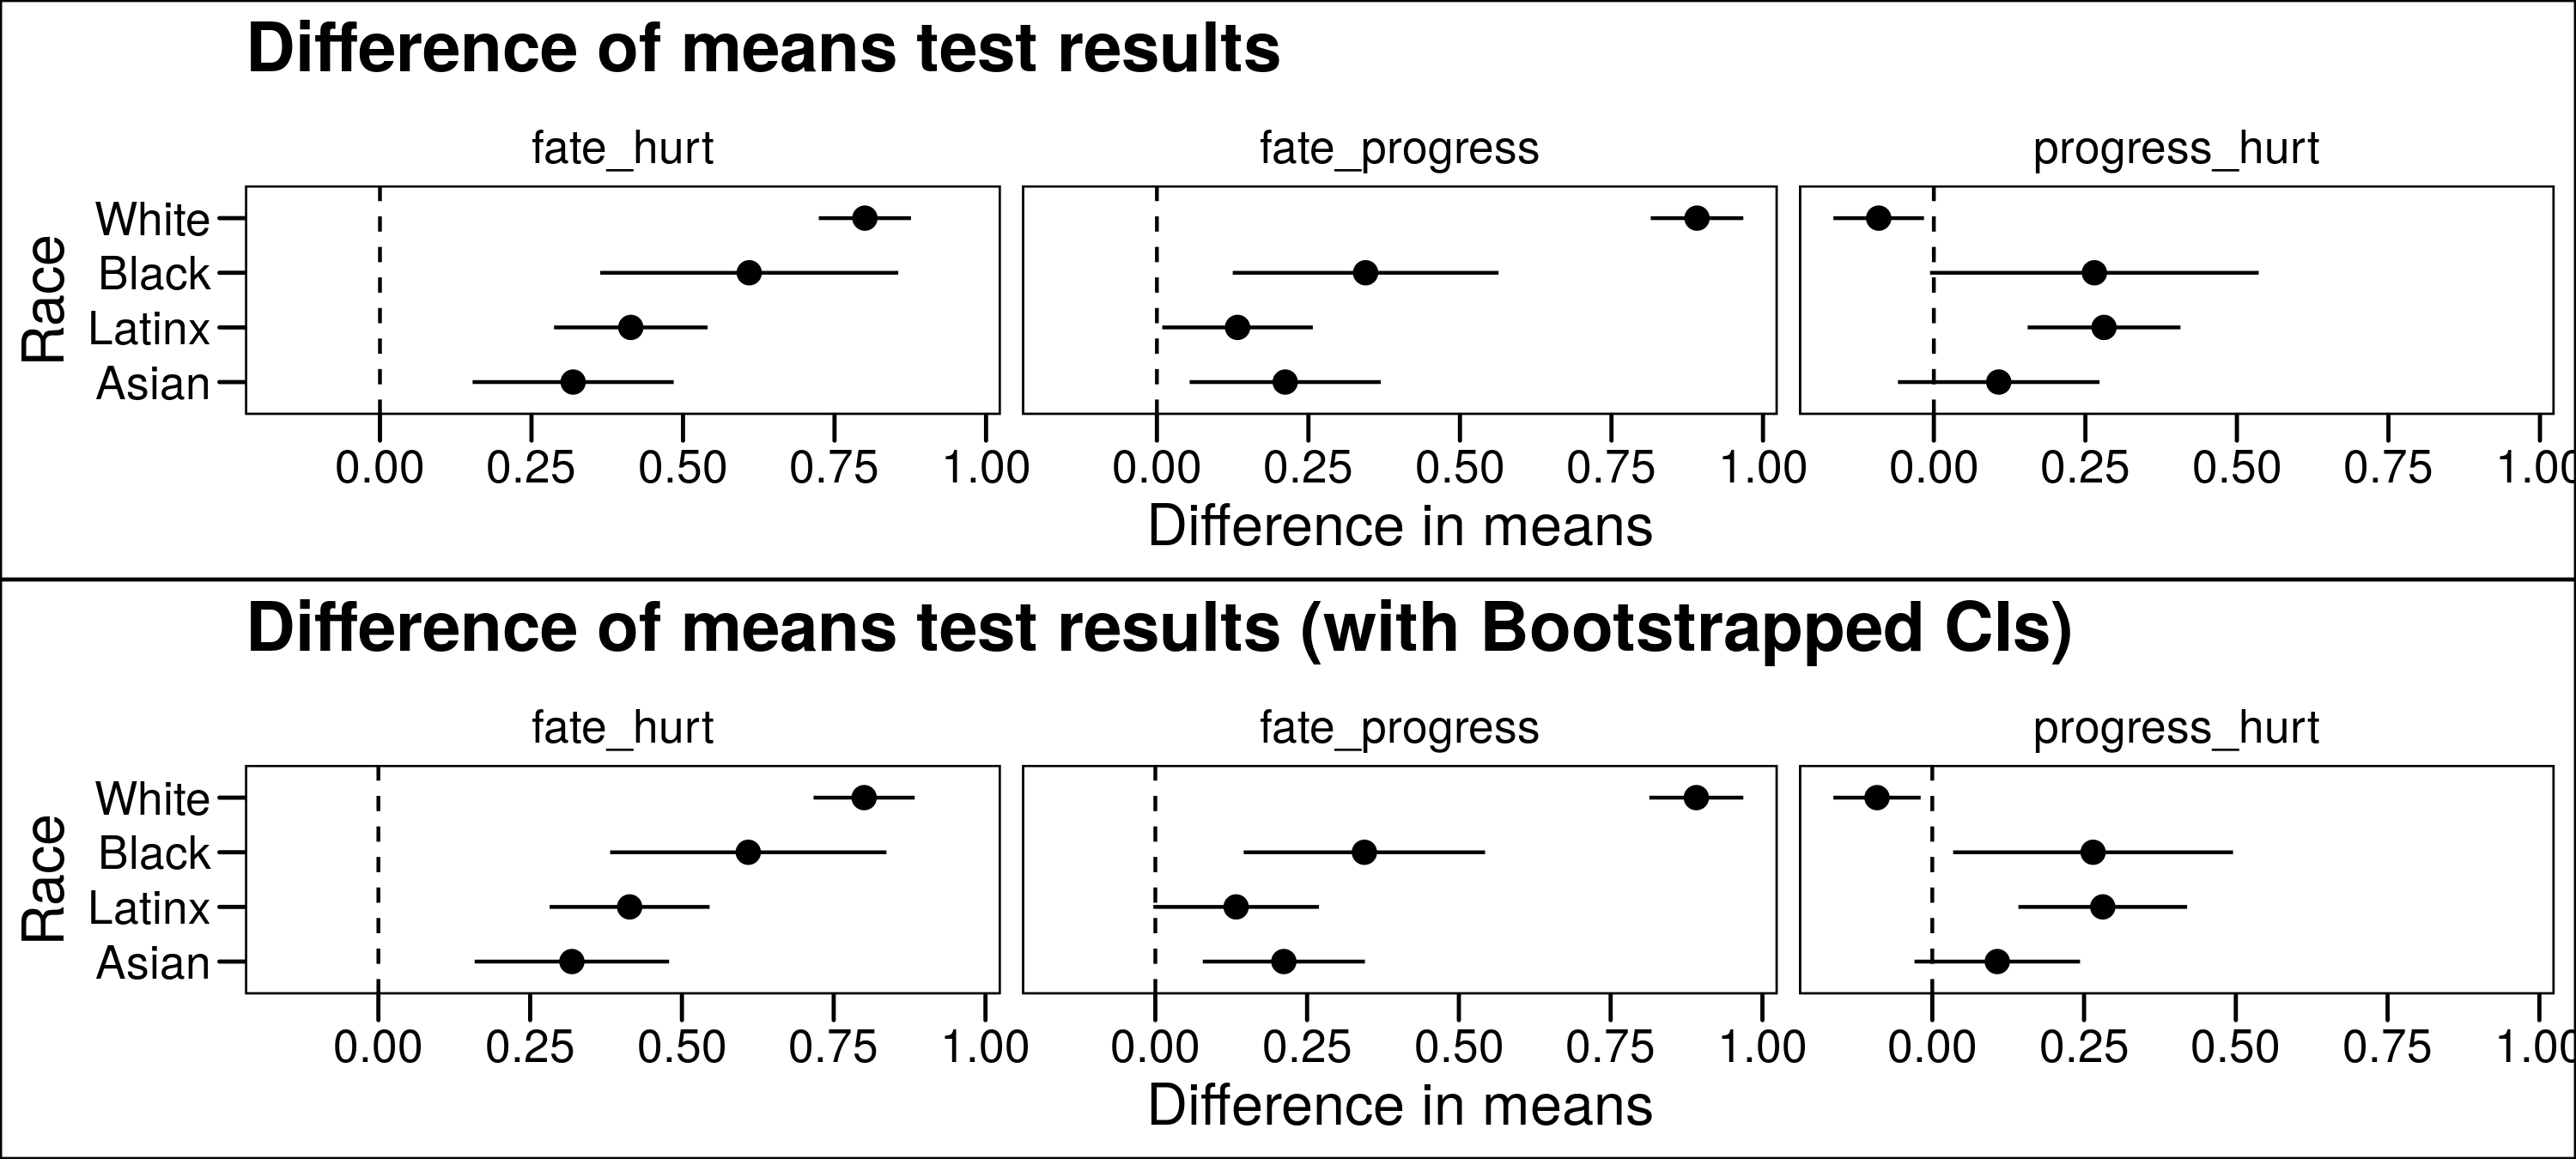 Difference of means test results
fate_hurt fate_progress progress_hurt
Race
White
Black
Latinx
Asian
0.00 0.25 0.50 0.75 1.00 0.00 0.25 0.50 0.75 1.00 0.00 0.25 0.50 0.75 1.00
Difference in means
Difference of means test results (with Bootstrapped CIs)
fate_hurt fate_progress progress_hurt
Race
White
Black
Latinx
Asian
0.00 0.25 0.50 0.75 1.00 0.00 0.25 0.50 0.75 1.00 0.00 0.25 0.50 0.75 1.00
Difference in means